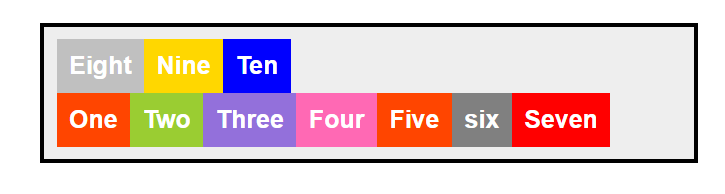 Eight Nine Ten
One Two Three Four Five six Seven